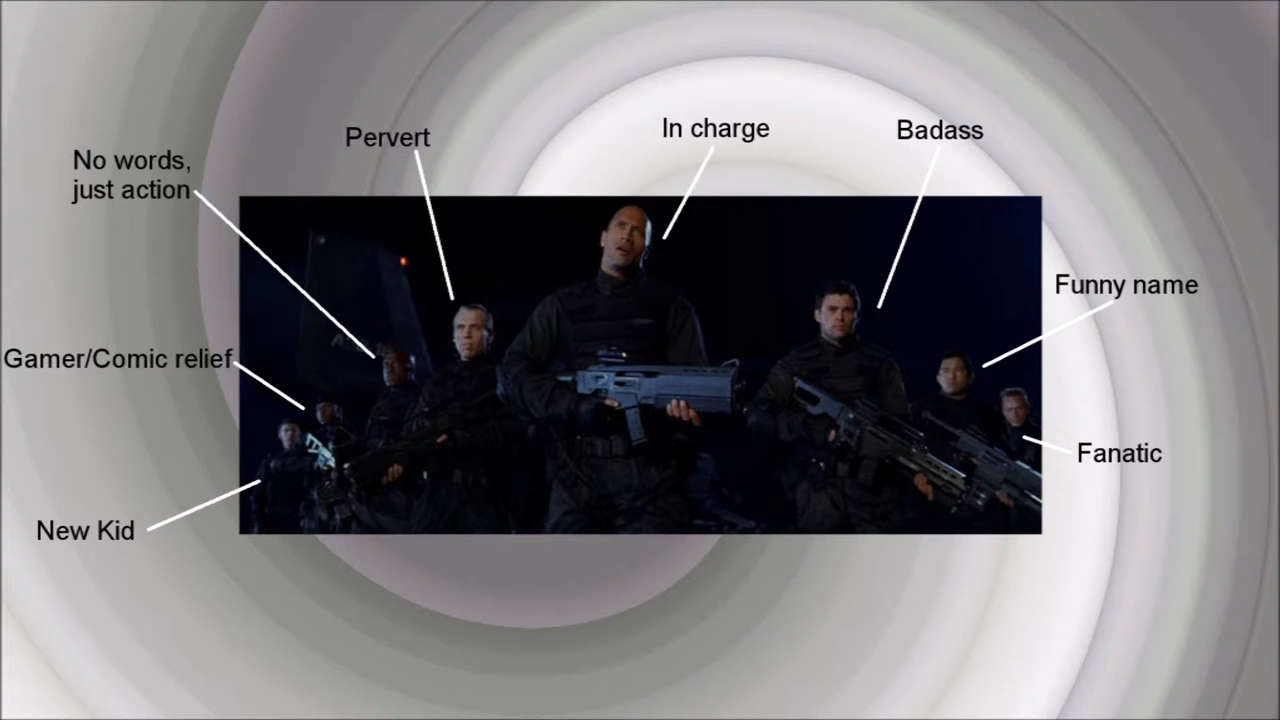 No words,
just action
Pervert
In charge
Badass
Funny name
Gamer/Comic relief
Fanatic
New Kid